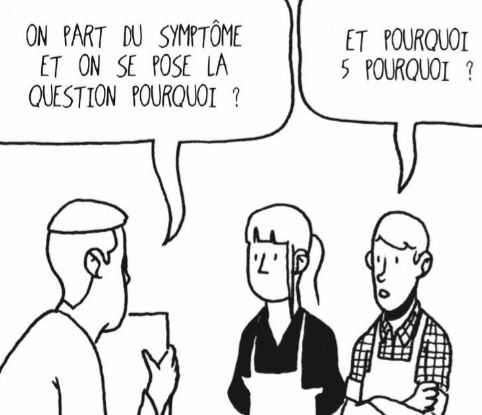 ON PART DU SYMPTÔME
ET ON SE POSE LA
QUESTION POURQUOI ?
ET POURQUOI
5 POURQUOI ?